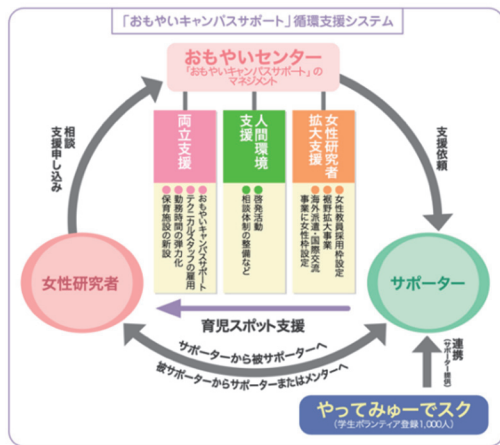 「おもやいキャンパスサポート」循環支援システム
おもやいセンター
「おもやいキャンパスサポート」の
マネジメント
相談
支援申し込み
支援依頼
両立支援
●おもやいキャンパスサポート
●テクニカルスタッフの雇用
●勤務時間の弾力化
●保育施設の新設
人間環境
支援
●啓発活動
●相談体制の整備など
女性研究者
拡大支援
●女性教員採用枠設定
●裾野拡大事業
●海外派遣・国際交流
事業に女性枠設定
女性研究者
サポーター
育児スポット支援
サポーターから被サポーターへ
被サポーターからサポーターまたはメンターへ
連携
(サポーター提供)
やってみゅーでスク
(学生ボランティア登録1,000人)